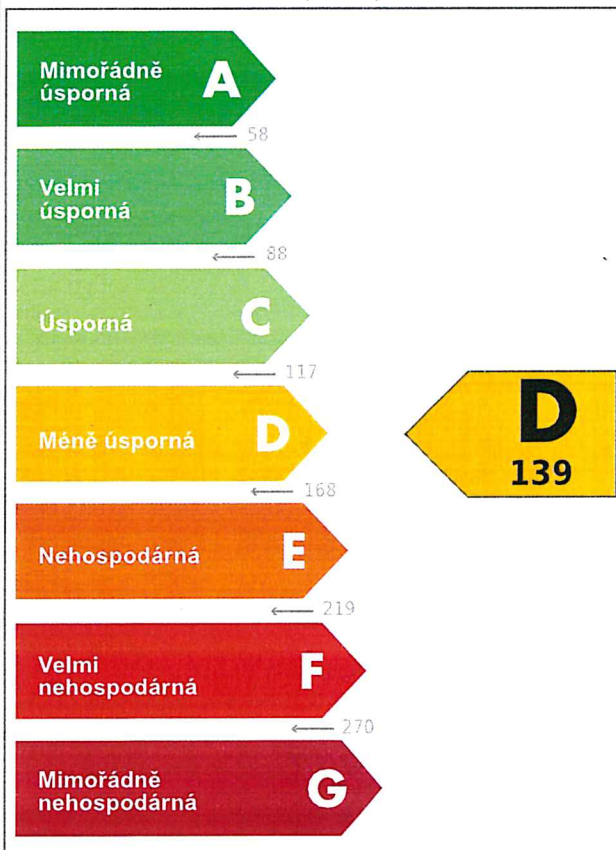 Mimořádně
úsporná
A
58
Velmi
úsporná
B
88
Úsporná
C
117
Méně úsporná
D
168
D
139
Nehospodárná
E
219
Velmi
nehospodárná
F
270
Mimořádně
nehospodárná
G